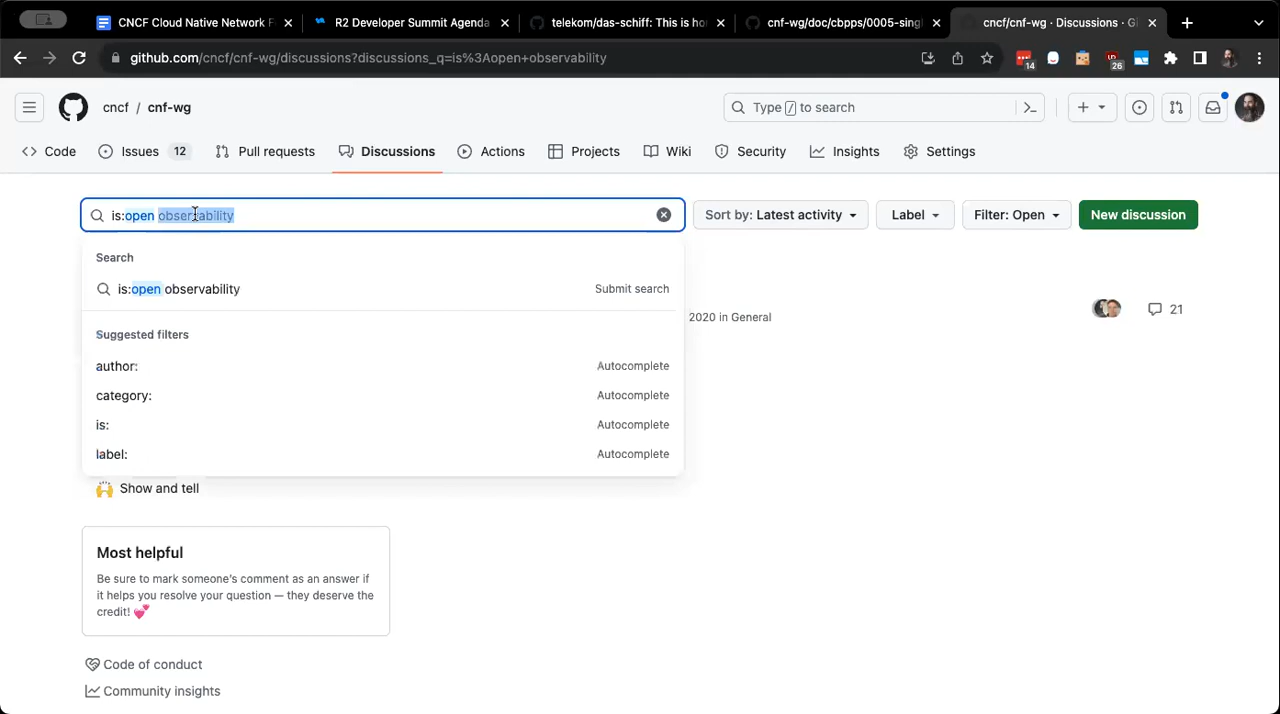 CNCF Cloud Native Network F
R2 Developer Summit Agenda
telekom/das-schiff: This is ho
cnf-wg/doc/cbpps/0005-sing
cncf/cnf-wg · Discussions · Gi
github.com/cncf/cnf-wg/discussions?discussions_q=is%3Aopen+observability
14
26
cncf / cnf-wg
Type / to search
Code
Issues 12
Pull requests
Discussions
Actions
Projects
Wiki
Security
Insights
Settings
is:open observability
Sort by: Latest activity
Label
Filter: Open
New discussion
Search
is:open observability Submit search
2020 in General
21
Suggested filters
author: Autocomplete
category: Autocomplete
is: Autocomplete
label: Autocomplete
Show and tell
Most helpful
Be sure to mark someone's comment as an answer if
it helps you resolve your question — they deserve the
credit! 💕
Code of conduct
Community insights